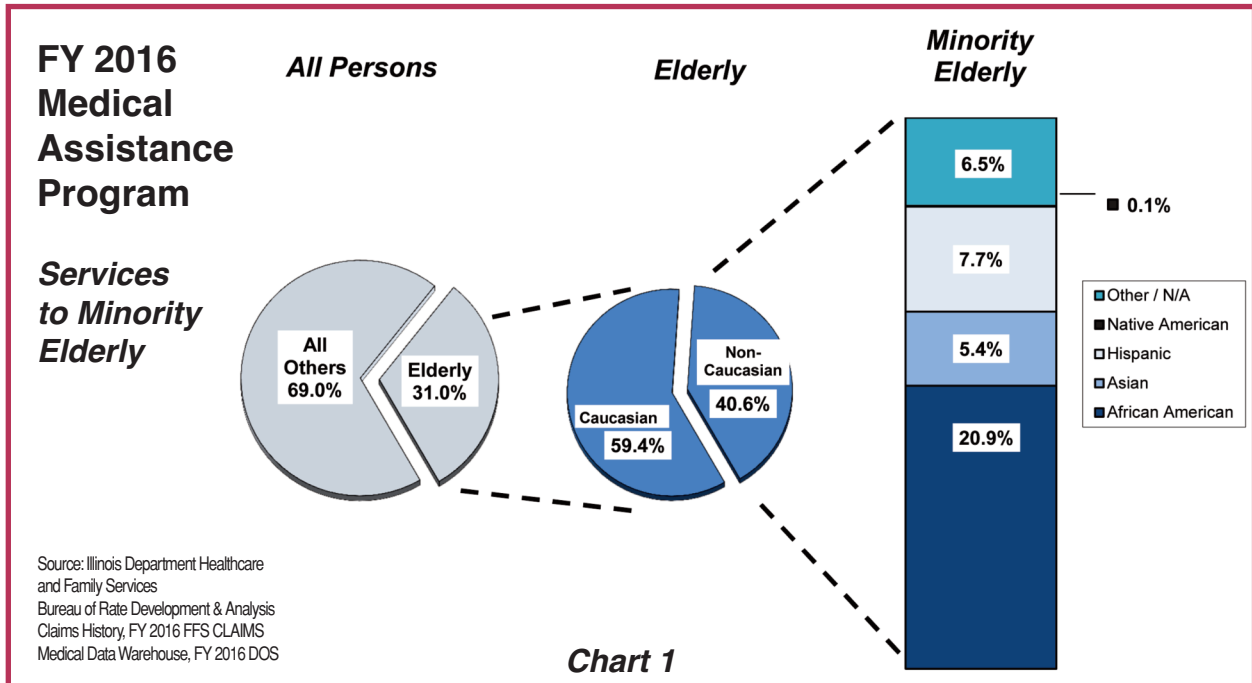 FY 2016
Medical
Assistance
Program
Services
to Minority
Elderly
All Persons
All
Others
69.0%
Elderly
31.0%
Elderly
Caucasian
59.4%
Non-
Caucasian
40.6%
Minority
Elderly
6.5%
0.1%
7.7%
5.4%
20.9%
Other / N/A
Native American
Hispanic
Asian
African American
Source: Illinois Department Healthcare
and Family Services
Bureau of Rate Development & Analysis
Claims History, FY 2016 FFS CLAIMS
Medical Data Warehouse, FY 2016 DOS
Chart 1